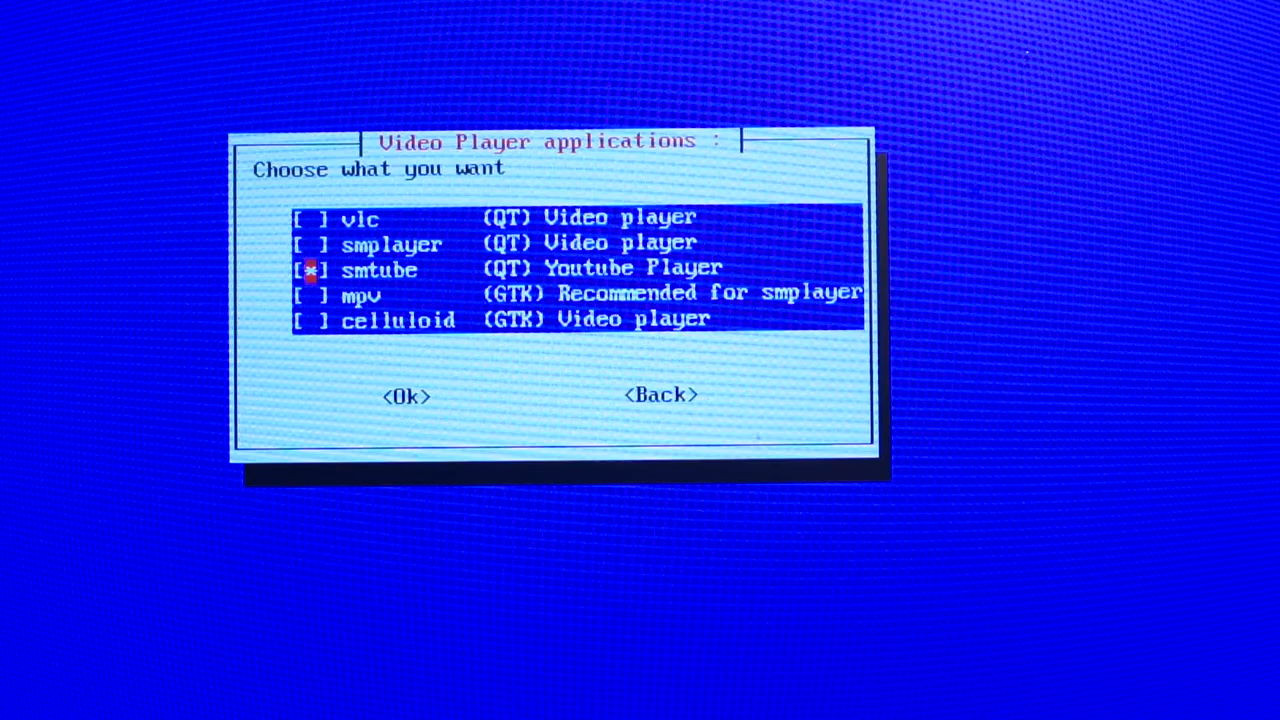 Video Player applications :
Choose what you want
[ ] vlc (QT) Video player
[ ] smplayer (QT) Video player
[*] smtube (QT) Youtube Player
[ ] mpv (GTK) Recommended for smplayer
[ ] celluloid (GTK) Video player
<Ok> <Back>